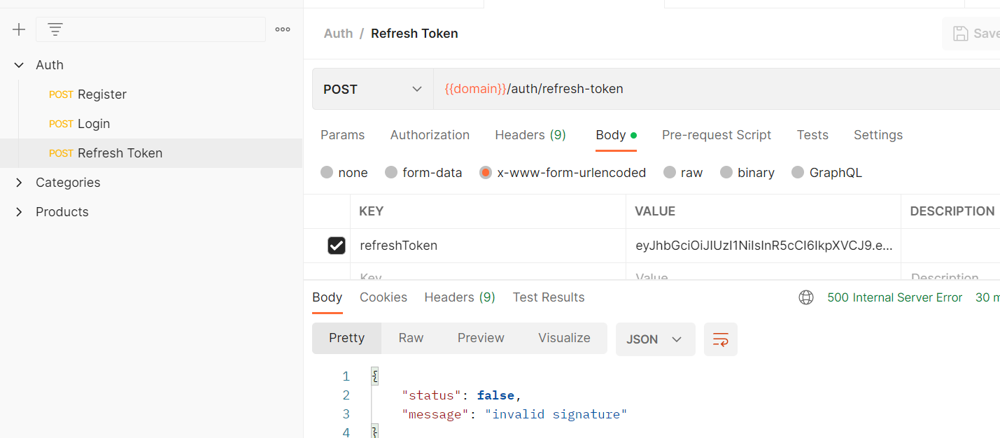 Auth / Refresh Token
Save
Auth
POST Register
POST Login
POST Refresh Token
Categories
Products
POST
{{domain}}/auth/refresh-token
Params Authorization Headers (9) Body Pre-request Script Tests Settings
none form-data x-www-form-urlencoded raw binary GraphQL
KEY VALUE DESCRIPTION
refreshToken eyJhbGciOiJIUzI1NiIsInR5cCI6IkpXVCJ9.e...
Key Value Description
Body Cookies Headers (9) Test Results 500 Internal Server Error 30 m
Pretty Raw Preview Visualize JSON
1 {
2 "status": false,
3 "message": "invalid signature"
4 }